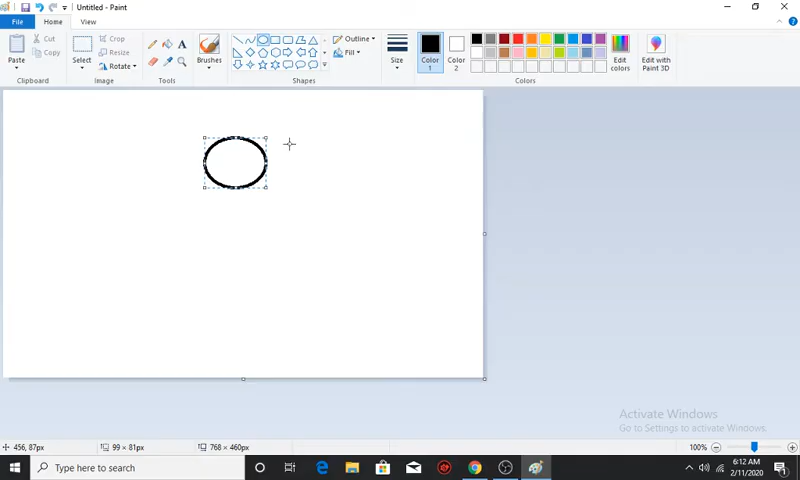 Untitled - Paint
File
Home
View
Paste
Cut
Copy
Clipboard
Select
Crop
Resize
Rotate
Image
A
Tools
Brushes
Shapes
Outline
Fill
Size
Color
1
Color
2
Colors
Edit
colors
Edit with
Paint 3D
Activate Windows
Go to Settings to activate Windows.
456, 87px
99 × 81px
768 × 460px
100%
Type here to search
6:12 AM
2/11/2020
1